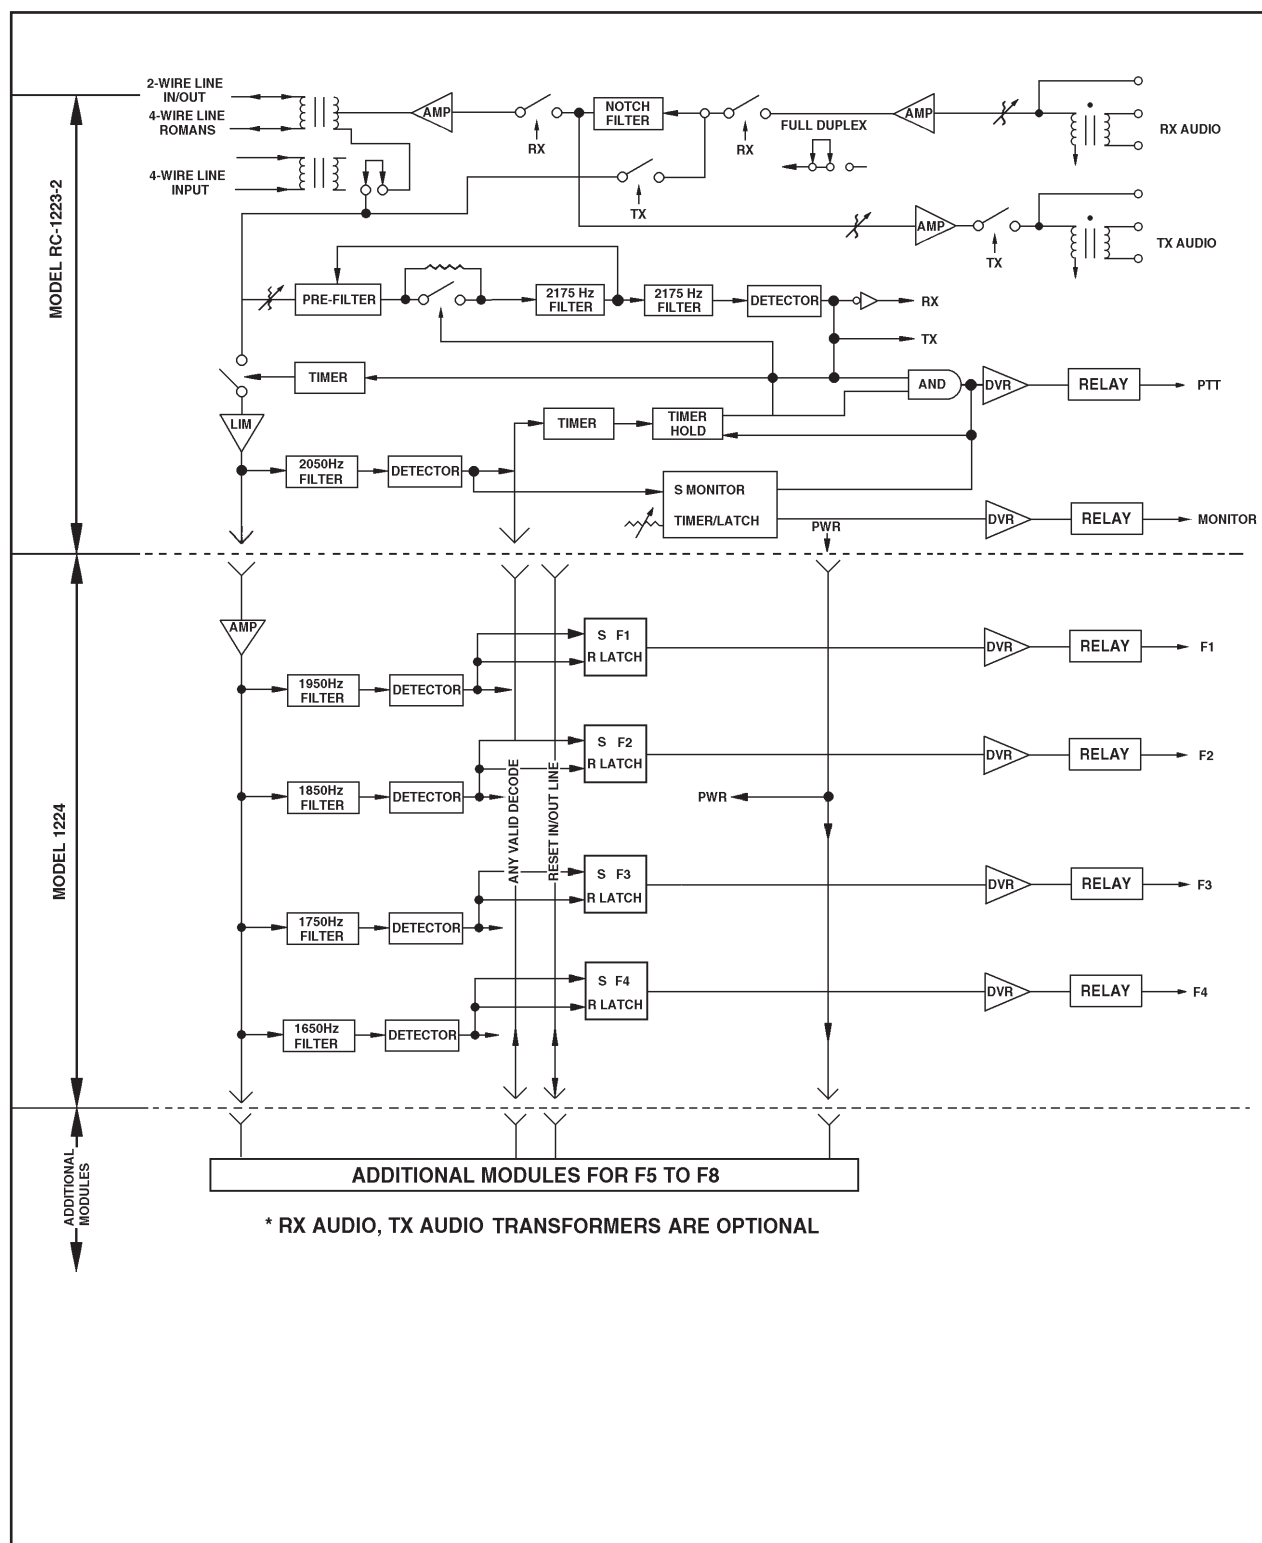 2-WIRE LINE
IN/OUT
4-WIRE LINE
ROMANS
4-WIRE LINE
INPUT
AMP
RX
NOTCH
FILTER
RX
TX
FULL DUPLEX
AMP
RX AUDIO
AMP
TX
TX AUDIO
MODEL RC-1223-2
PRE-FILTER
2175 Hz
FILTER
2175 Hz
FILTER
DETECTOR
RX
TX
TIMER
AND
DVR
RELAY
PTT
LIM
TIMER
TIMER
HOLD
2050Hz
FILTER
DETECTOR
S MONITOR
TIMER/LATCH
PWR
DVR
RELAY
MONITOR
MODEL 1224
AMP
1950Hz
FILTER
DETECTOR
S F1
R LATCH
DVR
RELAY
F1
1850Hz
FILTER
DETECTOR
S F2
R LATCH
DVR
RELAY
F2
ANY VALID DECODE
RESET IN/OUT LINE
PWR
1750Hz
FILTER
DETECTOR
S F3
R LATCH
DVR
RELAY
F3
1650Hz
FILTER
DETECTOR
S F4
R LATCH
DVR
RELAY
F4
ADDITIONAL
MODULES
ADDITIONAL MODULES FOR F5 TO F8
* RX AUDIO, TX AUDIO TRANSFORMERS ARE OPTIONAL